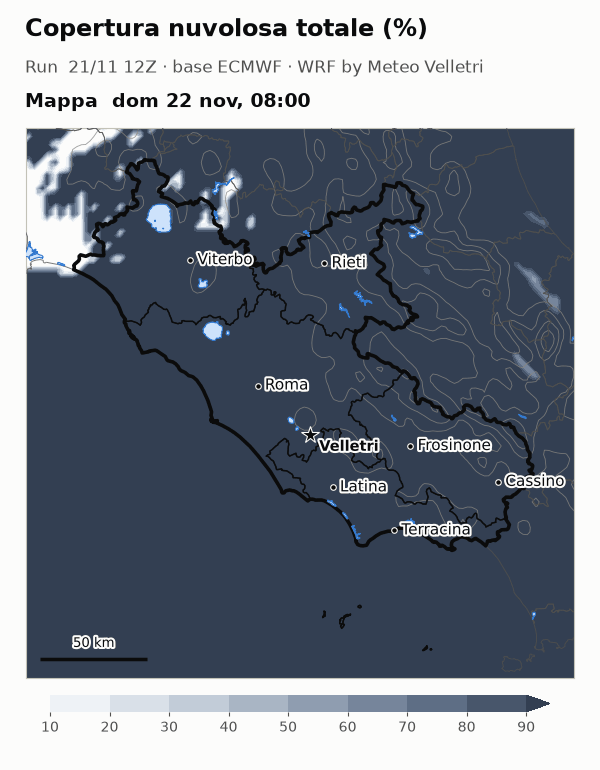 Copertura nuvolosa totale (%)
Run  21/11 12Z · base ECMWF · WRF by Meteo Velletri
Mappa  dom 22 nov, 08:00
Viterbo
Rieti
Roma
Velletri
Frosinone
Cassino
Latina
Terracina
50 km
10 20 30 40 50 60 70 80 90